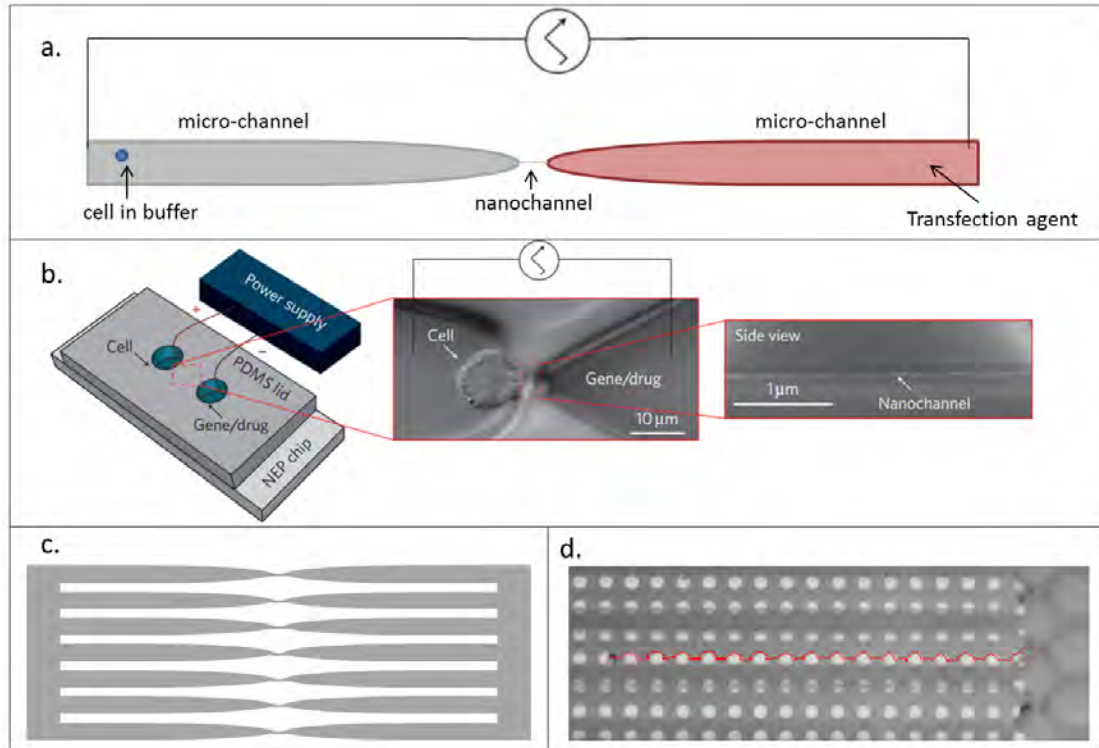 a.
micro-channel
micro-channel
cell in buffer
nanochannel
Transfection agent
b.
Power supply
+
−
Cell
PDMS lid
Gene/drug
NEP chip
Cell
Gene/drug
10 μm
Side view
1μm
Nanochannel
c.
d.